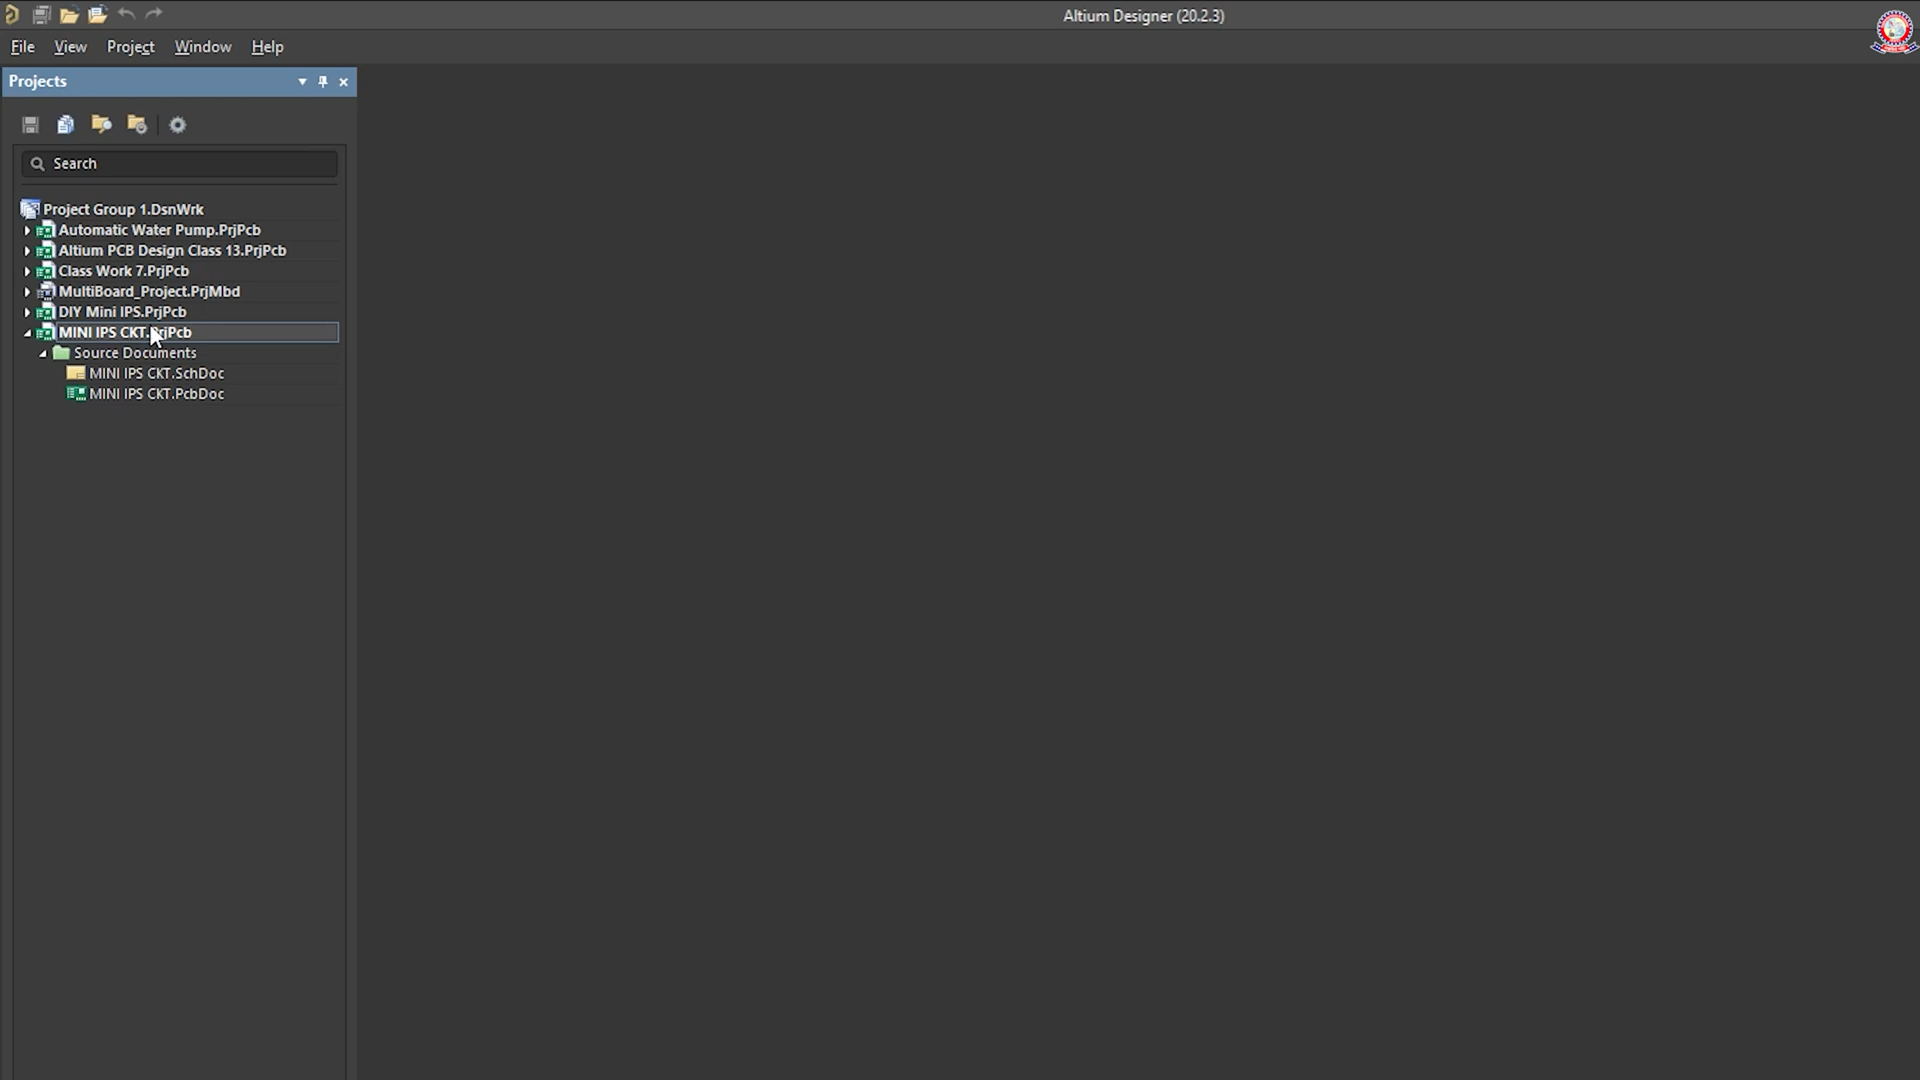 Altium Designer (20.2.3)
File View Project Window Help
Projects
Search
Project Group 1.DsnWrk
Automatic Water Pump.PrjPcb
Altium PCB Design Class 13.PrjPcb
Class Work 7.PrjPcb
MultiBoard_Project.PrjMbd
DIY Mini IPS.PrjPcb
MINI IPS CKT.PrjPcb
Source Documents
MINI IPS CKT.SchDoc
MINI IPS CKT.PcbDoc